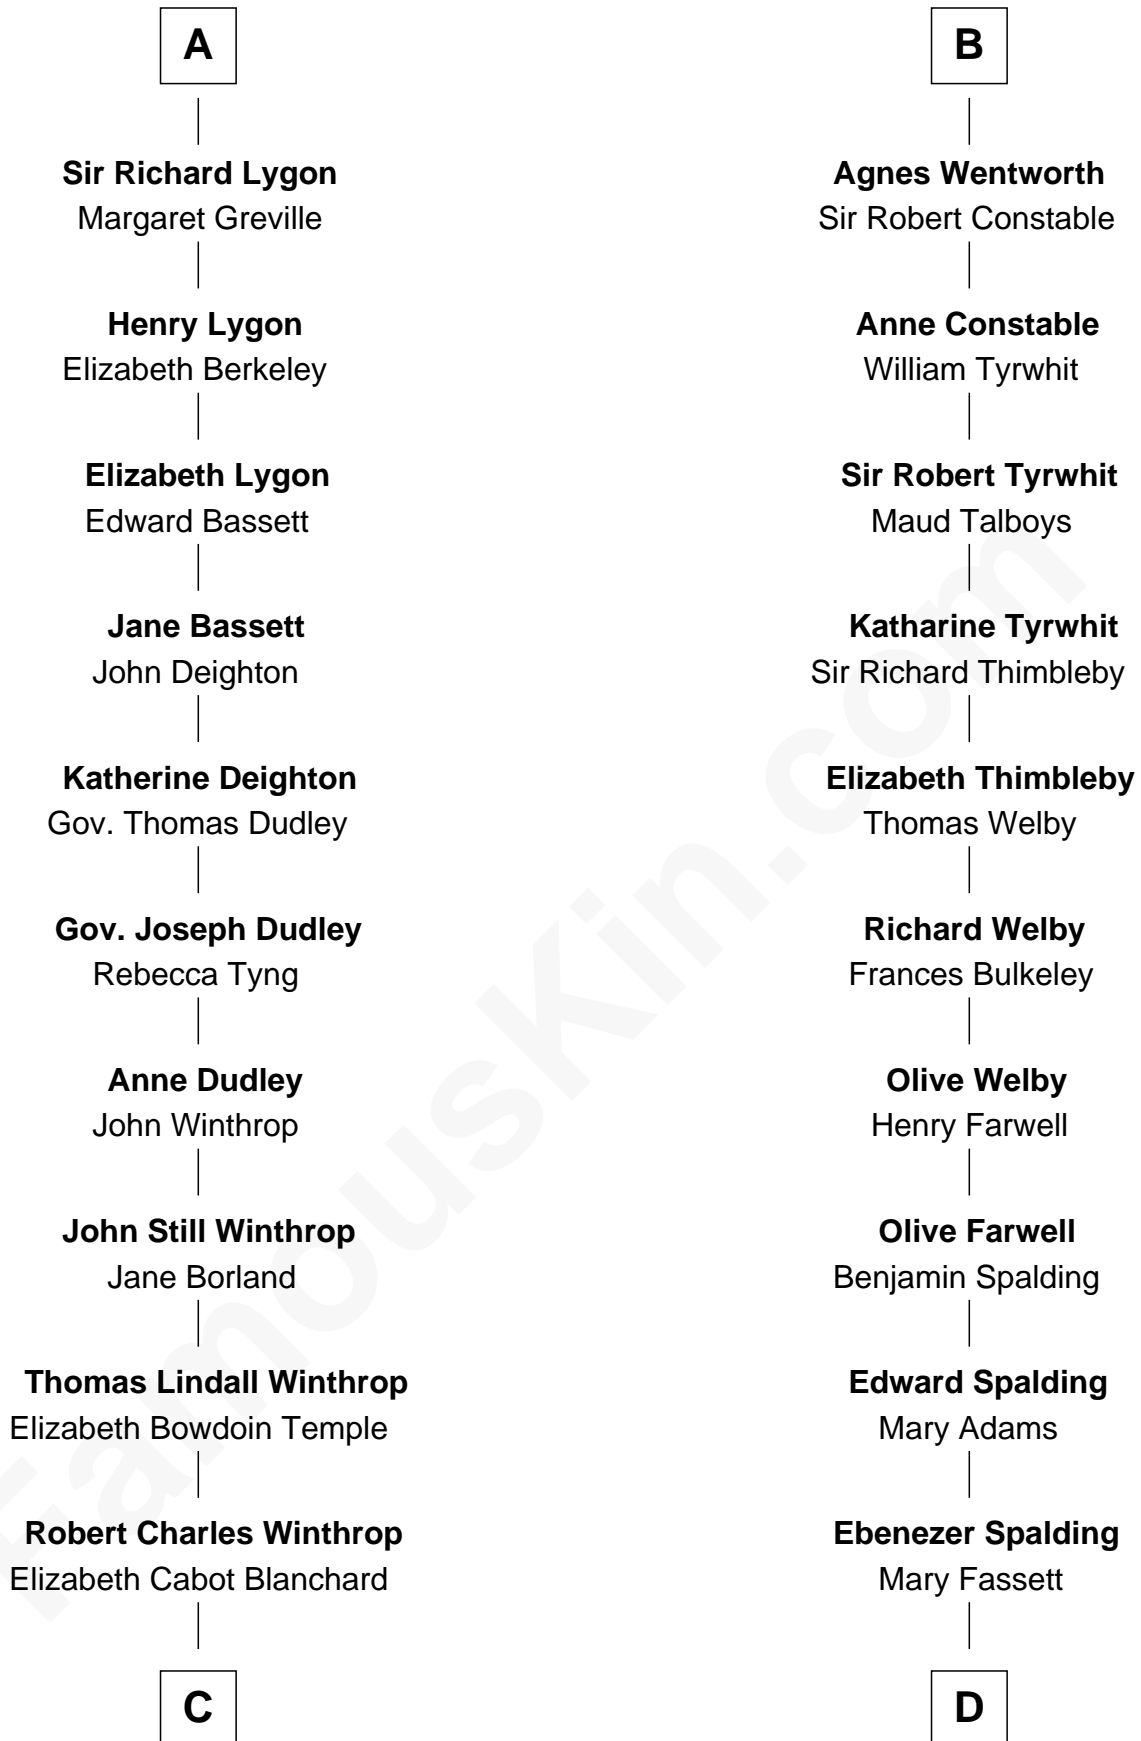 A
Sir Richard Lygon
Margaret Greville
Henry Lygon
Elizabeth Berkeley
Elizabeth Lygon
Edward Bassett
Jane Bassett
John Deighton
Katherine Deighton
Gov. Thomas Dudley
Gov. Joseph Dudley
Rebecca Tyng
Anne Dudley
John Winthrop
John Still Winthrop
Jane Borland
Thomas Lindall Winthrop
Elizabeth Bowdoin Temple
Robert Charles Winthrop
Elizabeth Cabot Blanchard
C
B
Agnes Wentworth
Sir Robert Constable
Anne Constable
William Tyrwhit
Sir Robert Tyrwhit
Maud Talboys
Katharine Tyrwhit
Sir Richard Thimbleby
Elizabeth Thimbleby
Thomas Welby
Richard Welby
Frances Bulkeley
Olive Welby
Henry Farwell
Olive Farwell
Benjamin Spalding
Edward Spalding
Mary Adams
Ebenezer Spalding
Mary Fassett
D
FamousKin.com